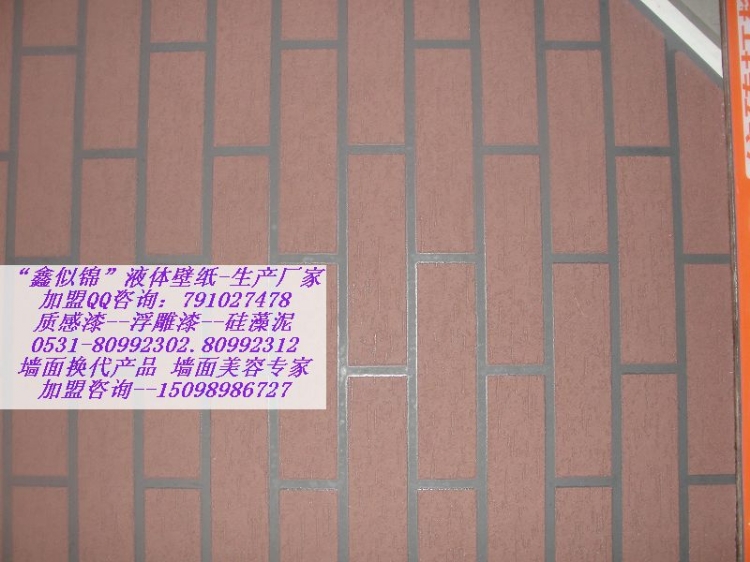 “鑫似锦”液体壁纸-生产厂家
加盟QQ咨询：791027478
质感漆--浮雕漆--硅藻泥
0531-80992302.80992312
墙面换代产品 墙面美容专家
加盟咨询--15098986727